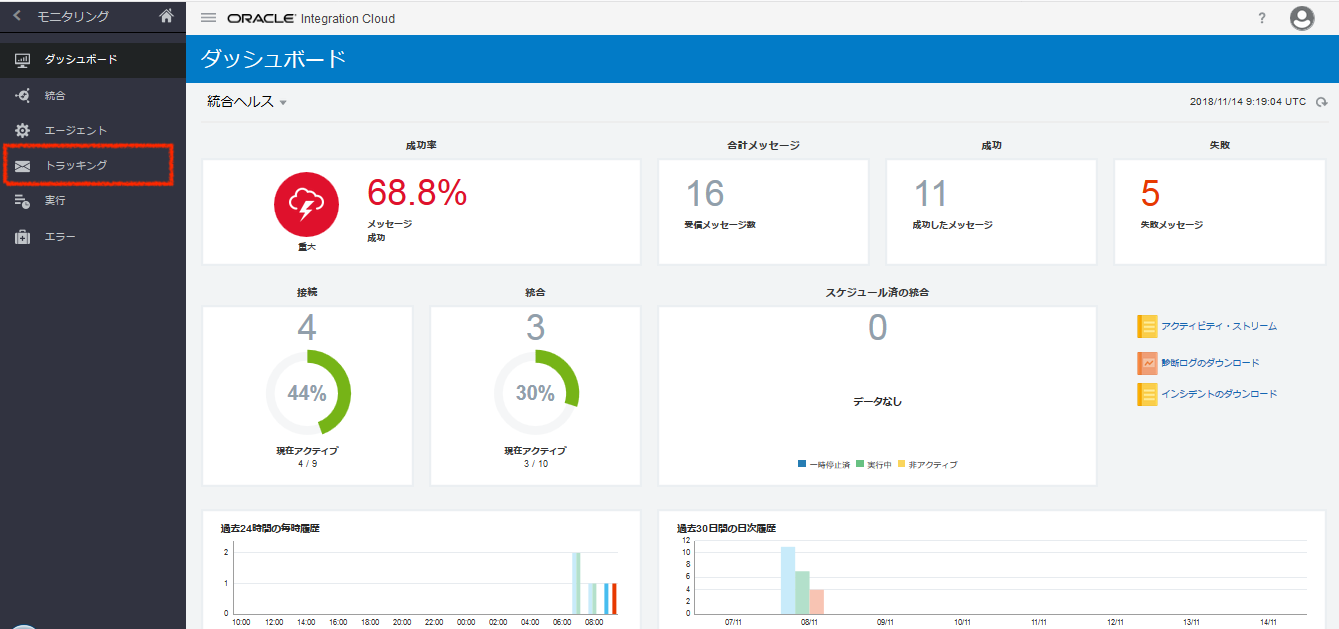 モニタリング
ORACLE® Integration Cloud
?
ダッシュボード
統合
エージェント
トラッキング
実行
エラー
ダッシュボード
統合ヘルス
2018/11/14 9:19:04 UTC
成功率
合計メッセージ
成功
失敗
重大
68.8%
メッセージ
成功
16
受信メッセージ数
11
成功したメッセージ
5
失敗メッセージ
接続
統合
スケジュール済の統合
4
44%
現在アクティブ
4 / 9
3
30%
現在アクティブ
3 / 10
0
データなし
一時停止済 実行中 非アクティブ
アクティビティ・ストリーム
診断ログのダウンロード
インシデントのダウンロード
過去24時間の毎時履歴
2
1
0
10:00 12:00 14:00 16:00 18:00 20:00 22:00 00:00 02:00 04:00 06:00 08:00
過去30日間の日次履歴
12
10
8
6
4
2
0
07/11 08/11 09/11 10/11 11/11 12/11 13/11 14/11